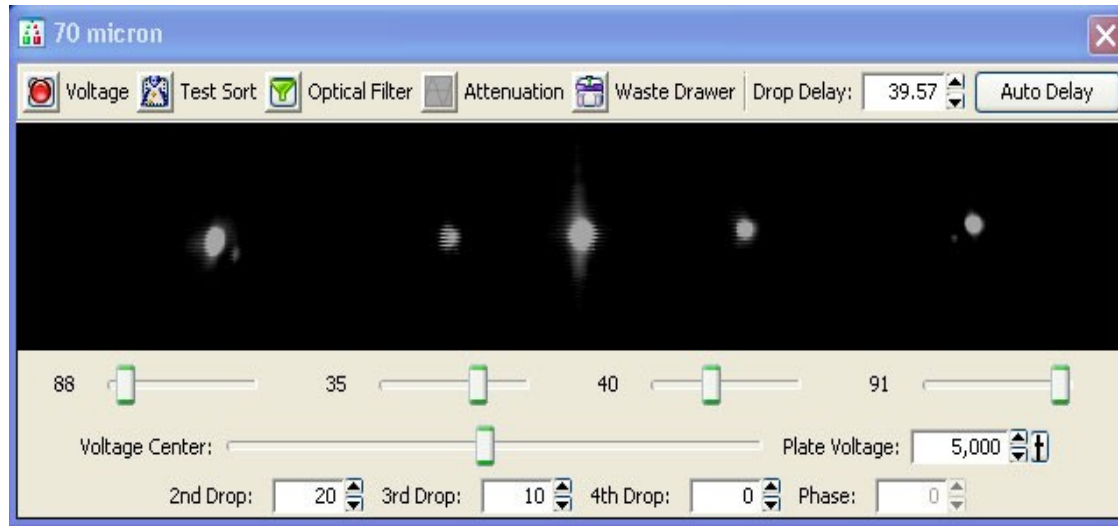 70 micron
Voltage Test Sort Optical Filter Attenuation Waste Drawer Drop Delay: 39.57 Auto Delay
88 35 40 91
Voltage Center: Plate Voltage: 5,000
2nd Drop: 20 3rd Drop: 10 4th Drop: 0 Phase: 0